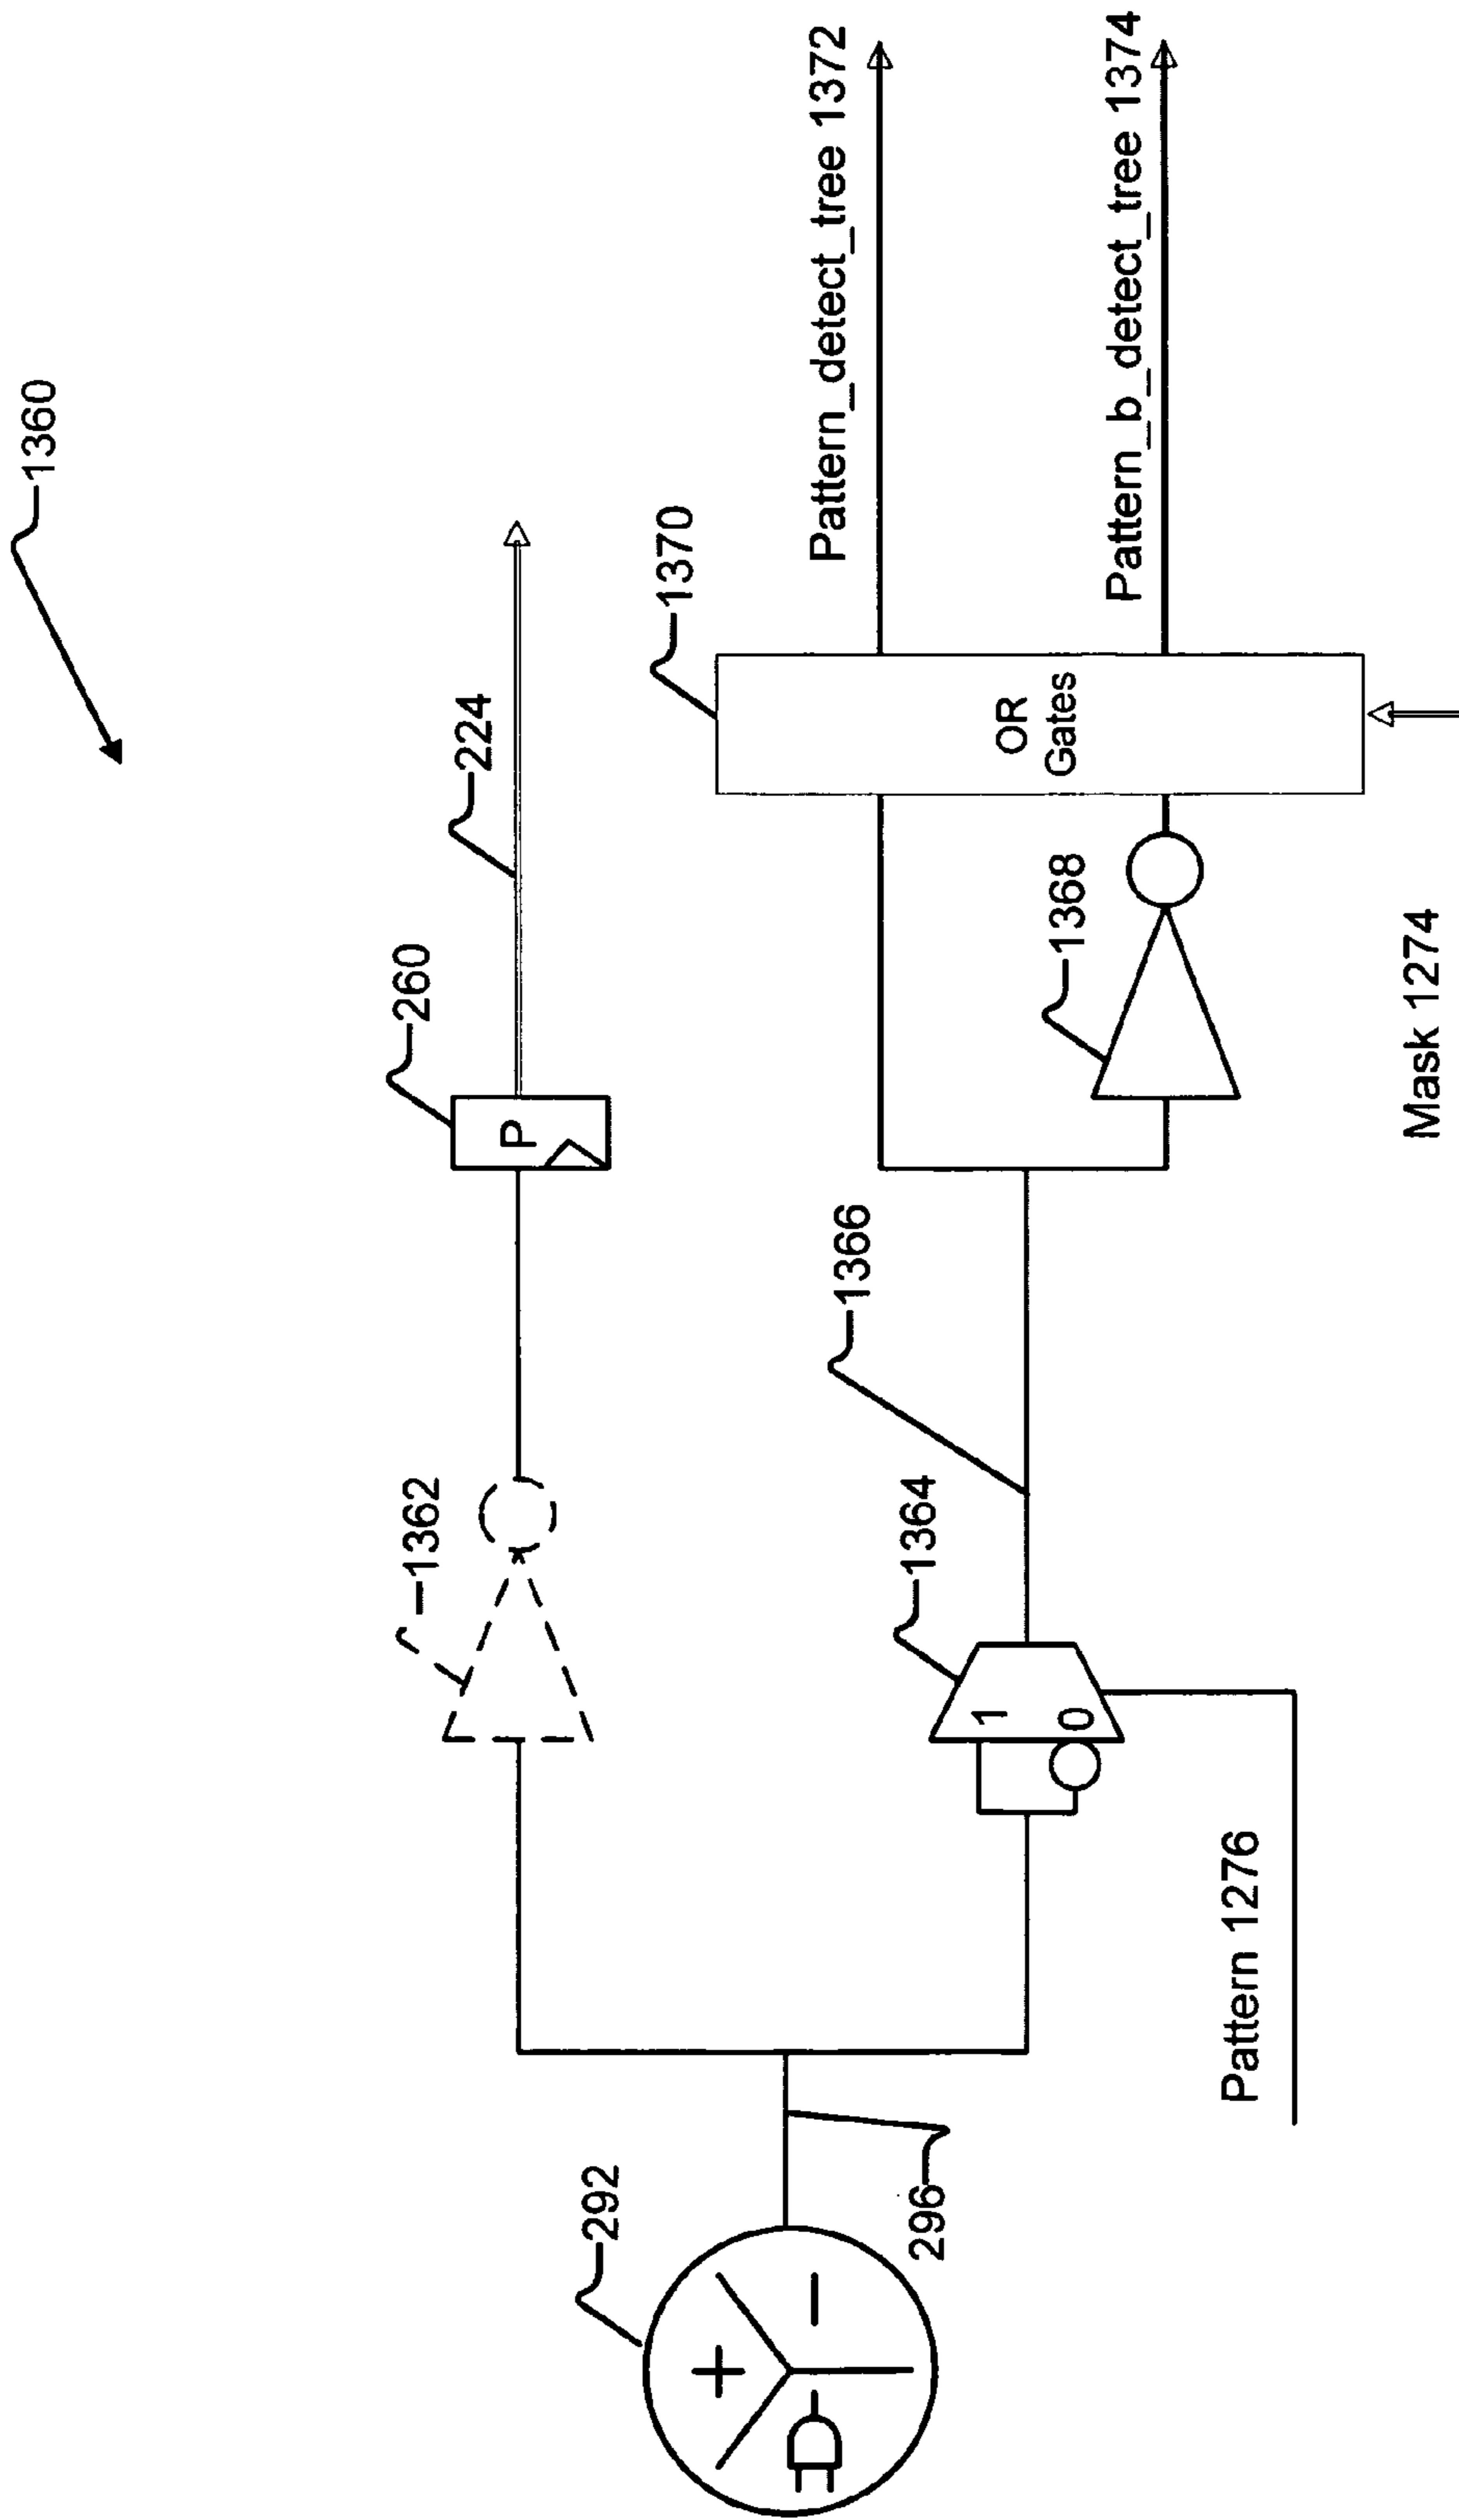 1360
292
+
−
296
1362
260
P
224
1364
1
0
Pattern 1276
1366
1368
1370
OR
Gates
Mask 1274
Pattern_detect_tree 1372
Pattern_b_detect_tree 1374